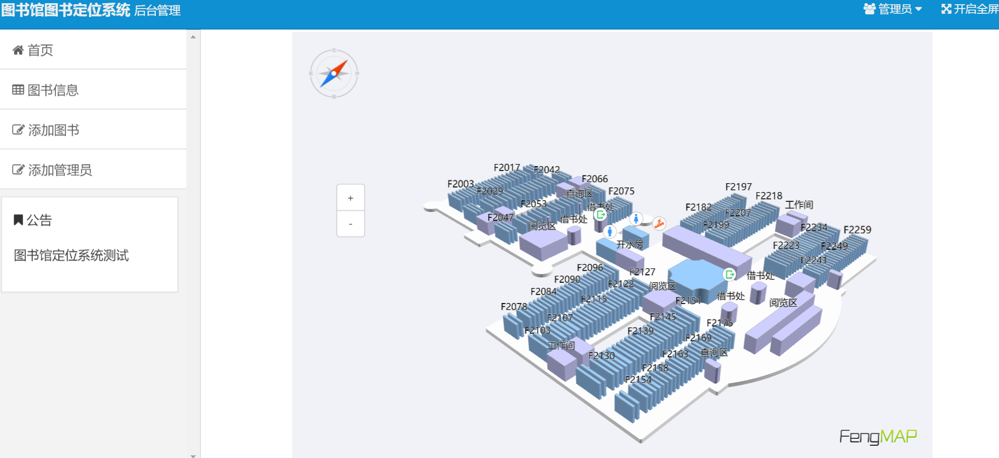 图书馆图书定位系统 后台管理
管理员
开启全屏
首页
图书信息
添加图书
添加管理员
公告
图书馆定位系统测试
北
南
+
-
F2017
F2042
F2003
F2029
F2066
查询区
F2075
F2053
借书处
F2047
借书处
阅览区
开水房
F2197
F2218
F2182
工作间
F2207
F2199
F2234
F2259
F2223
F2249
F2241
F2096
F2127
F2090
F2122
阅览区
借书处
F2084
F2115
F2151
借书处
阅览区
F2078
F2107
F2145
F2175
F2103
F2139
F2169
工作间
F2130
F2163
查询区
F2158
F2154
FengMAP